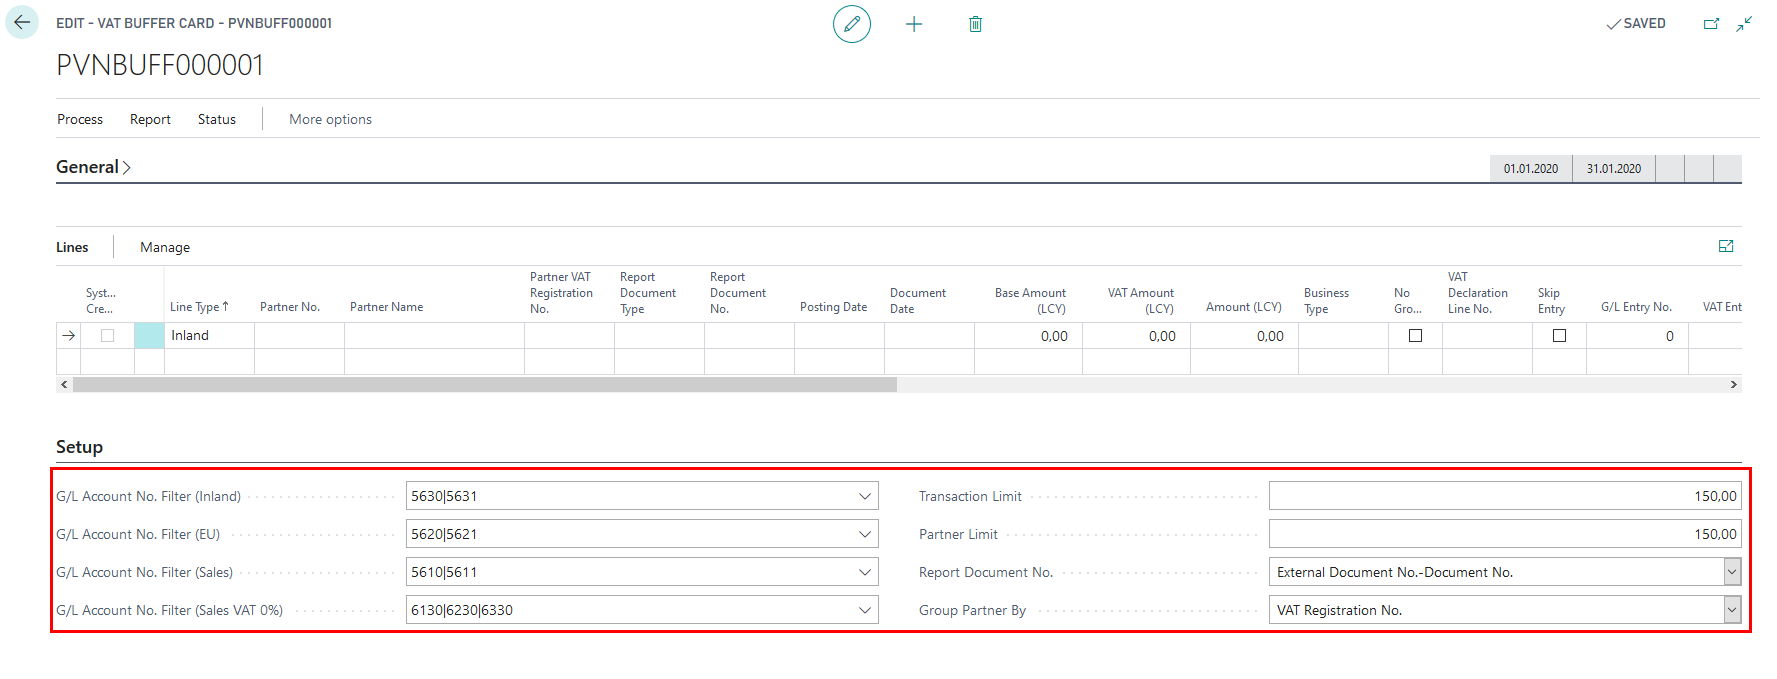 EDIT - VAT BUFFER CARD - PVNBUFF000001
SAVED
PVNBUFF000001
Process Report Status More options
General
01.01.2020 31.01.2020
Lines Manage
Syst... Cre...
Line Type ↑
Partner No.
Partner Name
Partner VAT Registration No.
Report Document Type
Report Document No.
Posting Date
Document Date
Base Amount (LCY)
VAT Amount (LCY)
Amount (LCY)
Business Type
No Gro...
VAT Declaration Line No.
Skip Entry
G/L Entry No.
VAT Ent
Inland 0,00 0,00 0,00 0
Setup
G/L Account No. Filter (Inland) 5630|5631
G/L Account No. Filter (EU) 5620|5621
G/L Account No. Filter (Sales) 5610|5611
G/L Account No. Filter (Sales VAT 0%) 6130|6230|6330
Transaction Limit 150,00
Partner Limit 150,00
Report Document No. External Document No.-Document No.
Group Partner By VAT Registration No.